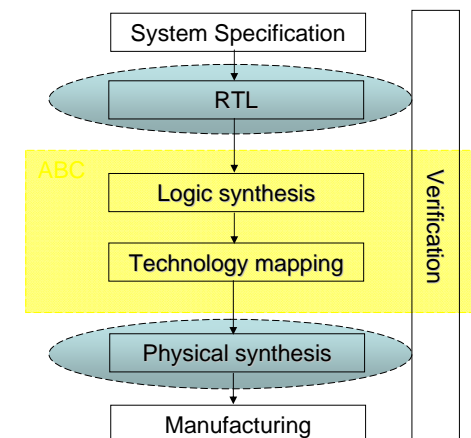 System Specification
RTL
ABC
Logic synthesis
Technology mapping
Verification
Physical synthesis
Manufacturing